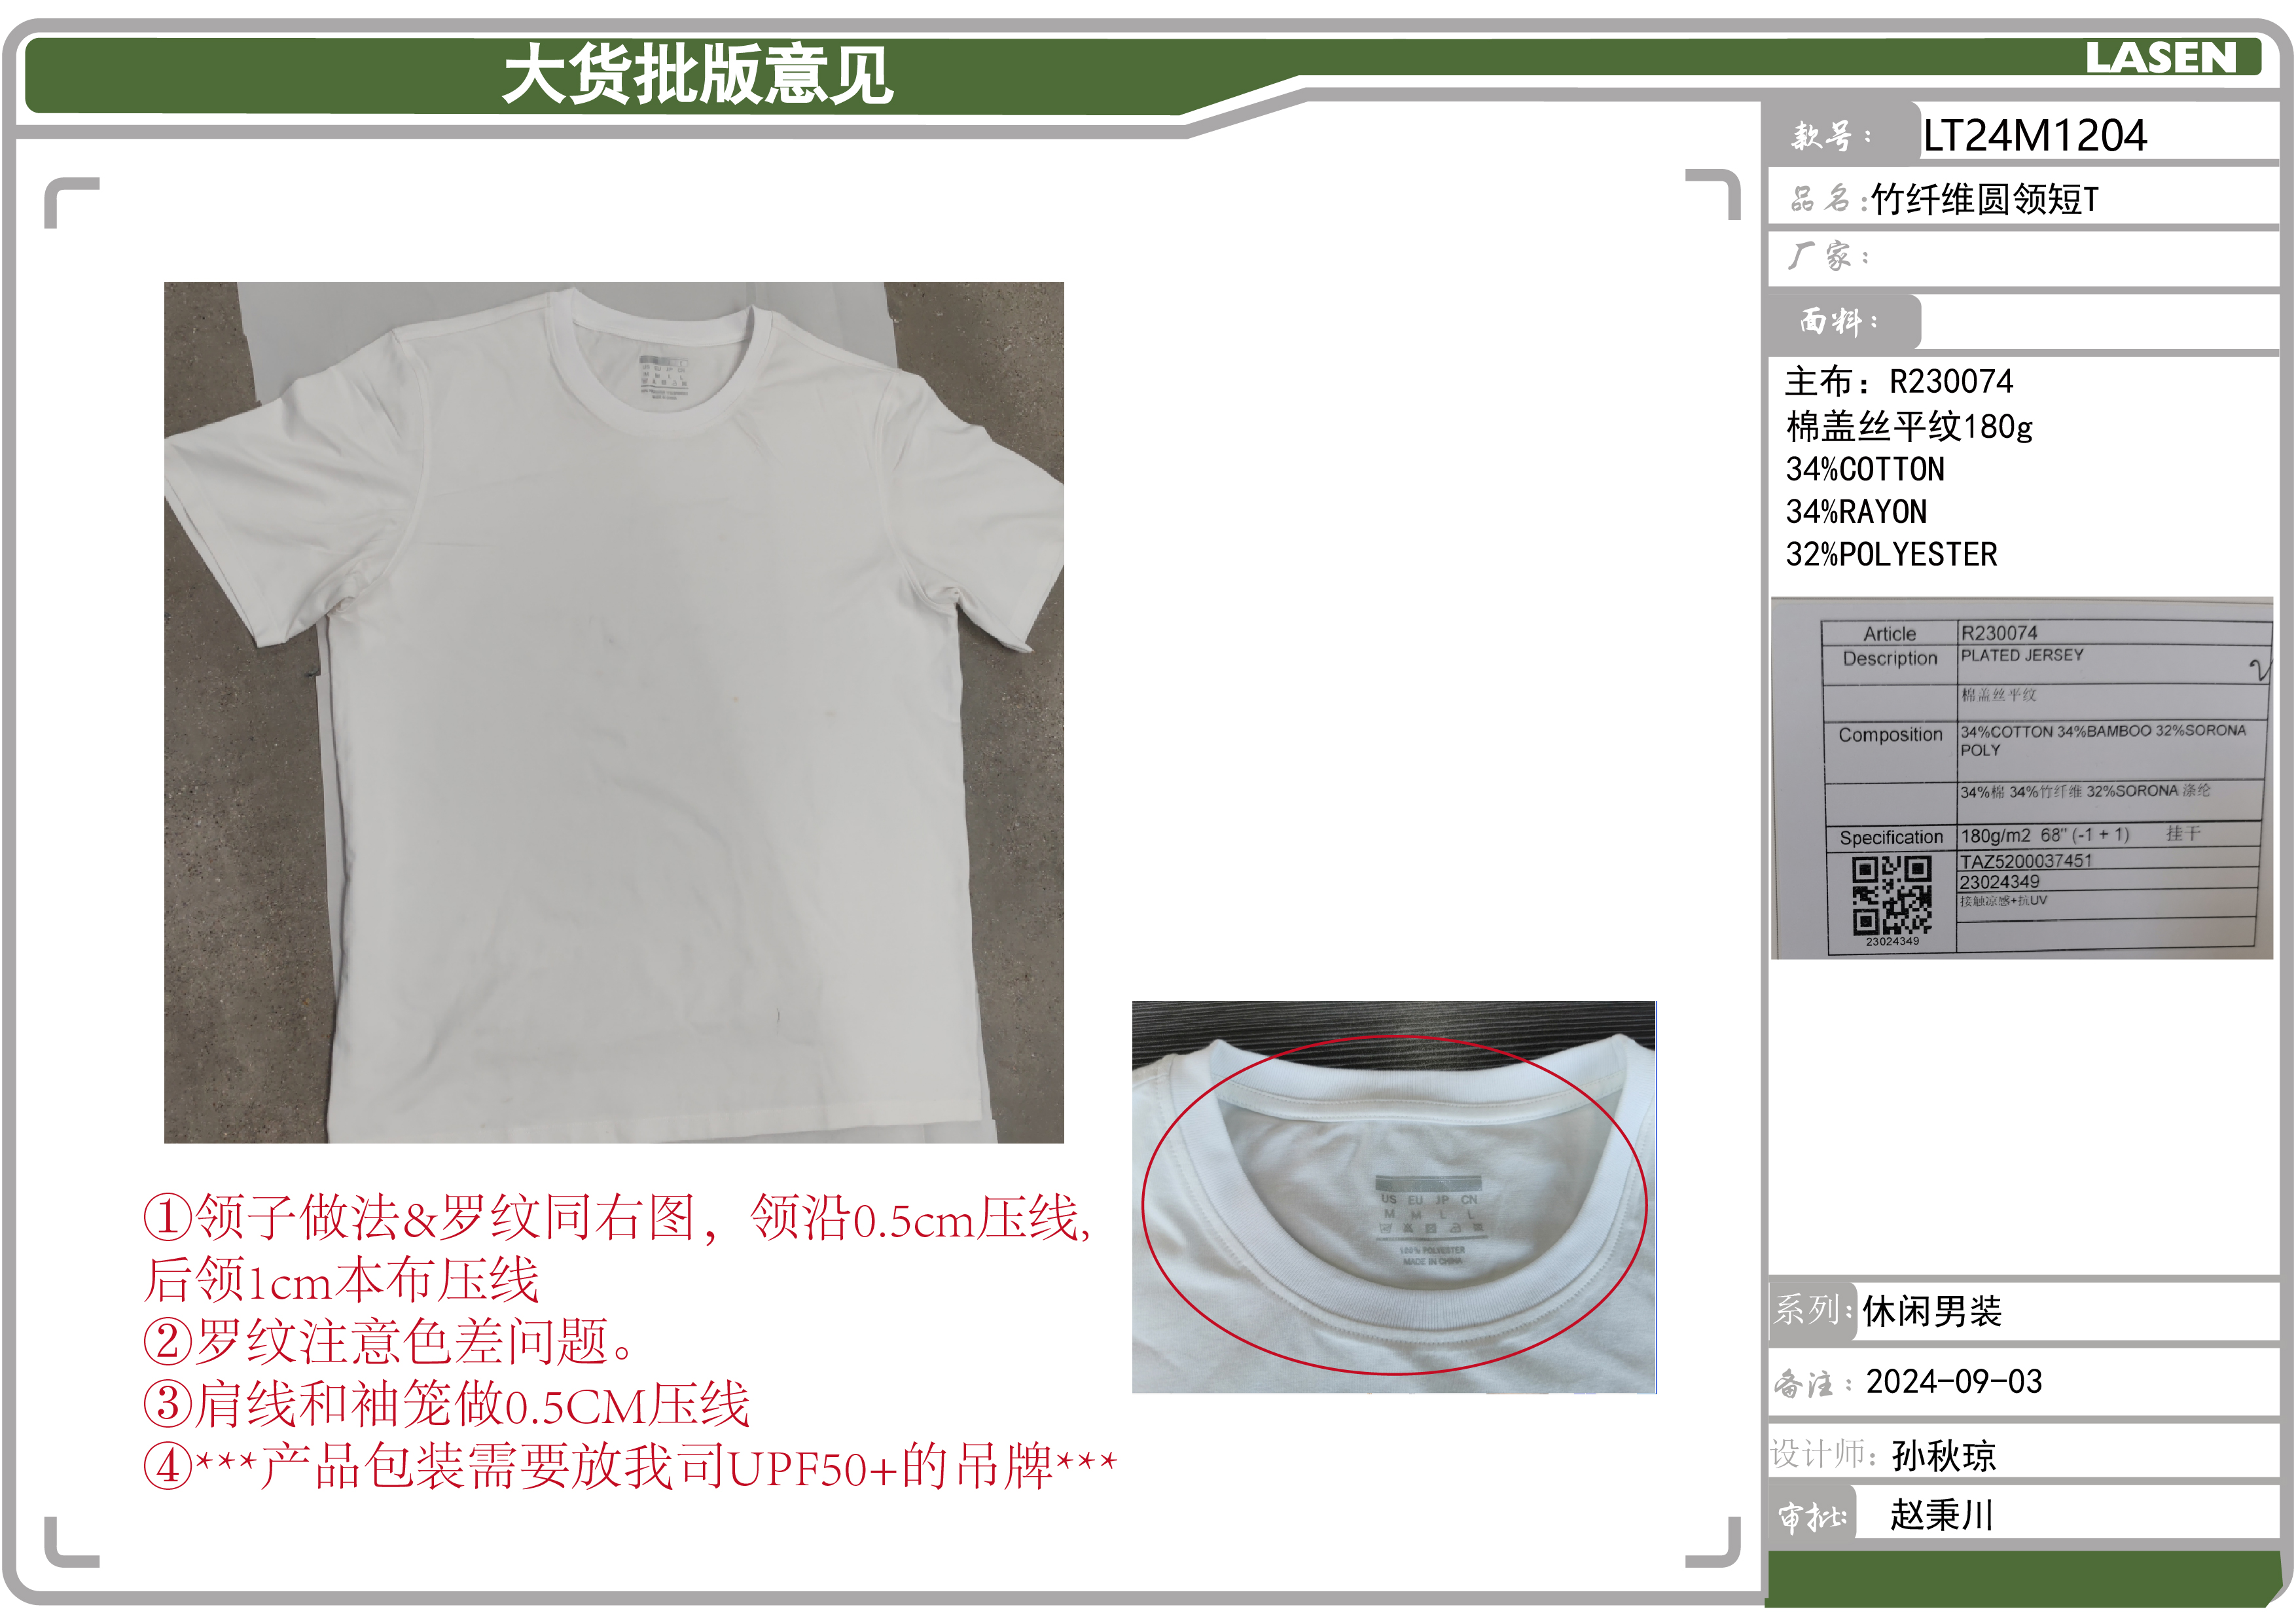 大货批版意见
LASEN
款号： LT24M1204
品名:竹纤维圆领短T
厂家：
面料：
主布：R230074
棉盖丝平纹180g
34%COTTON
34%RAYON
32%POLYESTER
Article R230074
Description PLATED JERSEY
棉盖丝平纹
Composition 34%COTTON 34%BAMBOO 32%SORONA
POLY
34%棉 34%竹纤维 32%SORONA 涤纶
Specification 180g/m2 68" (-1 + 1) 挂干
TAZ5200037451
23024349
接触凉感+抗UV
23024349
US EU JP CN
M M L L
100% POLYESTER
MADE IN CHINA
①领子做法&罗纹同右图，领沿0.5cm压线,
后领1cm本布压线
②罗纹注意色差问题。
③肩线和袖笼做0.5CM压线
④***产品包装需要放我司UPF50+的吊牌***
系列: 休闲男装
备注： 2024-09-03
设计师: 孙秋琼
审批: 赵秉川